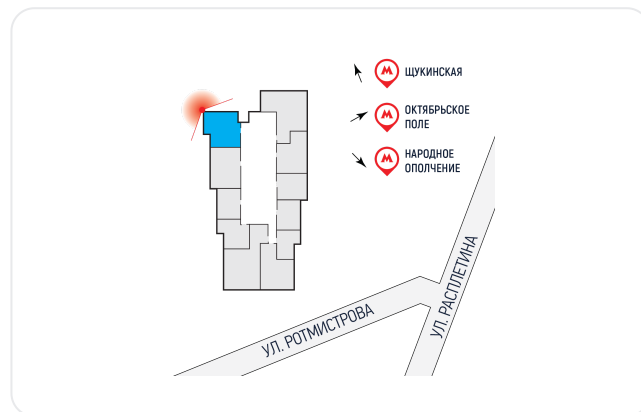 ЩУКИНСКАЯ
ОКТЯБРЬСКОЕ
ПОЛЕ
НАРОДНОЕ
ОПОЛЧЕНИЕ
УЛ. РОТМИСТРОВА
УЛ. РАСПЛЕТИНА